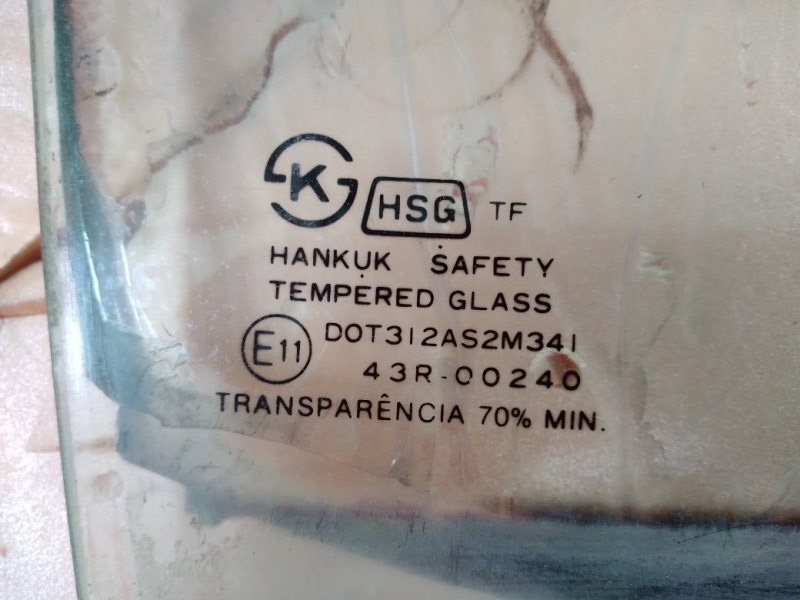 K HSG TF
HANKUK SAFETY
TEMPERED GLASS
E11 DOT312AS2M341
43R-00240
TRANSPARÊNCIA 70% MIN.